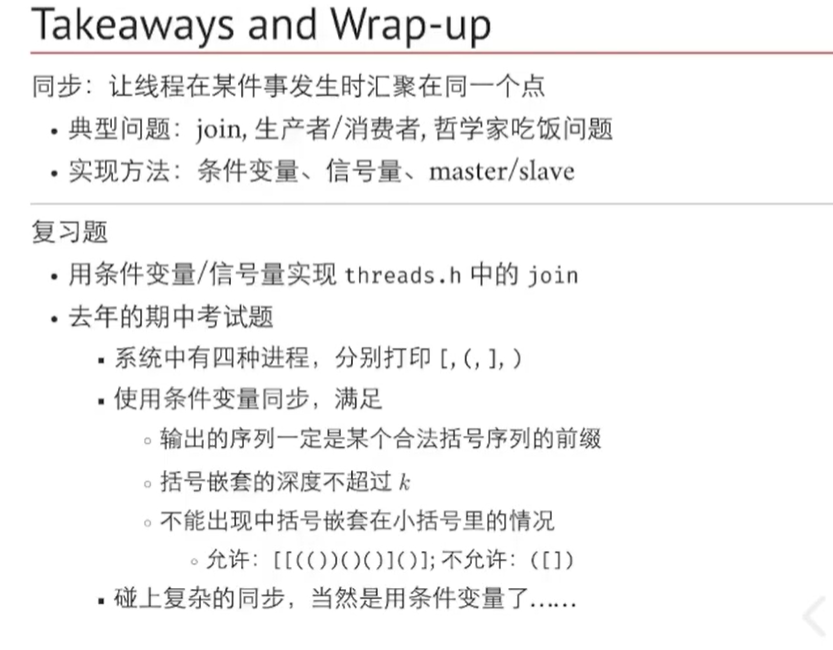 Takeaways and Wrap-up
同步：让线程在某件事发生时汇聚在同一个点
• 典型问题：join, 生产者/消费者, 哲学家吃饭问题
• 实现方法：条件变量、信号量、master/slave
复习题
• 用条件变量/信号量实现 threads.h 中的 join
• 去年的期中考试题
▪ 系统中有四种进程，分别打印 [, (, ], )
▪ 使用条件变量同步，满足
◦ 输出的序列一定是某个合法括号序列的前缀
◦ 括号嵌套的深度不超过 k
◦ 不能出现中括号嵌套在小括号里的情况
◦ 允许：[[(())()()]()]; 不允许：([])
▪ 碰上复杂的同步，当然是用条件变量了……